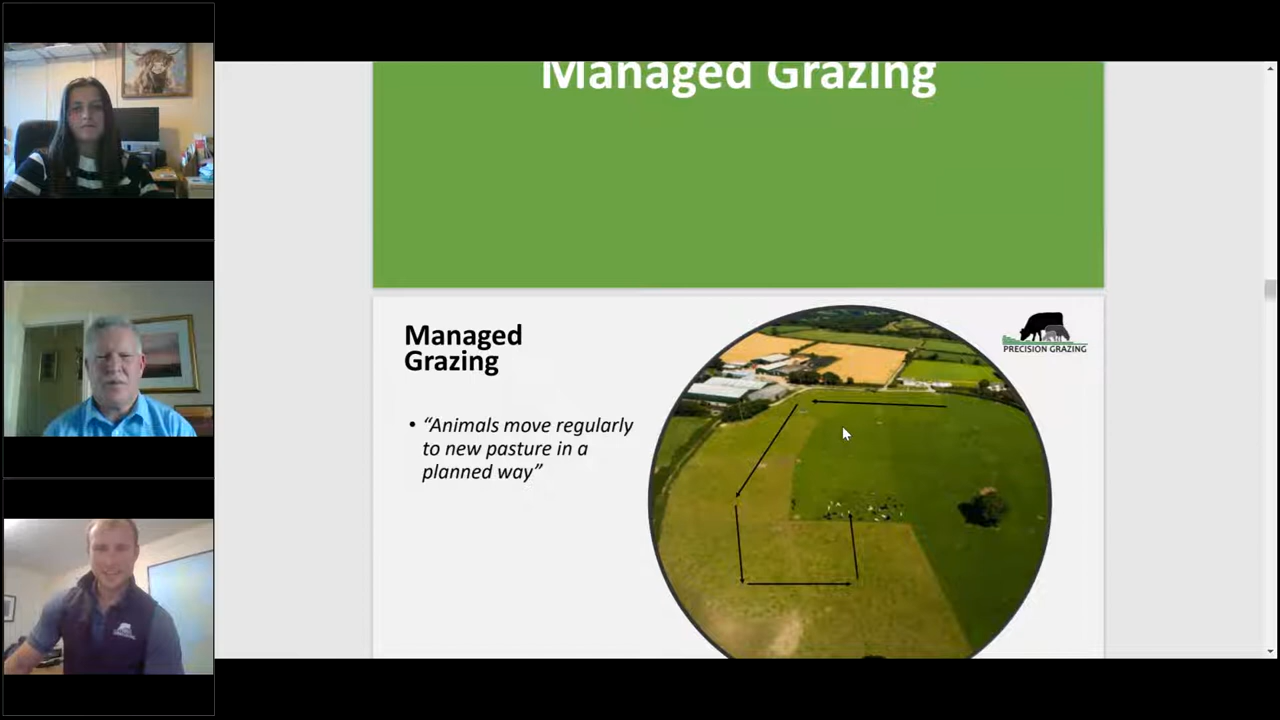 Managed Grazing
Managed
Grazing
• “Animals move regularly
to new pasture in a
planned way”
PRECISION GRAZING